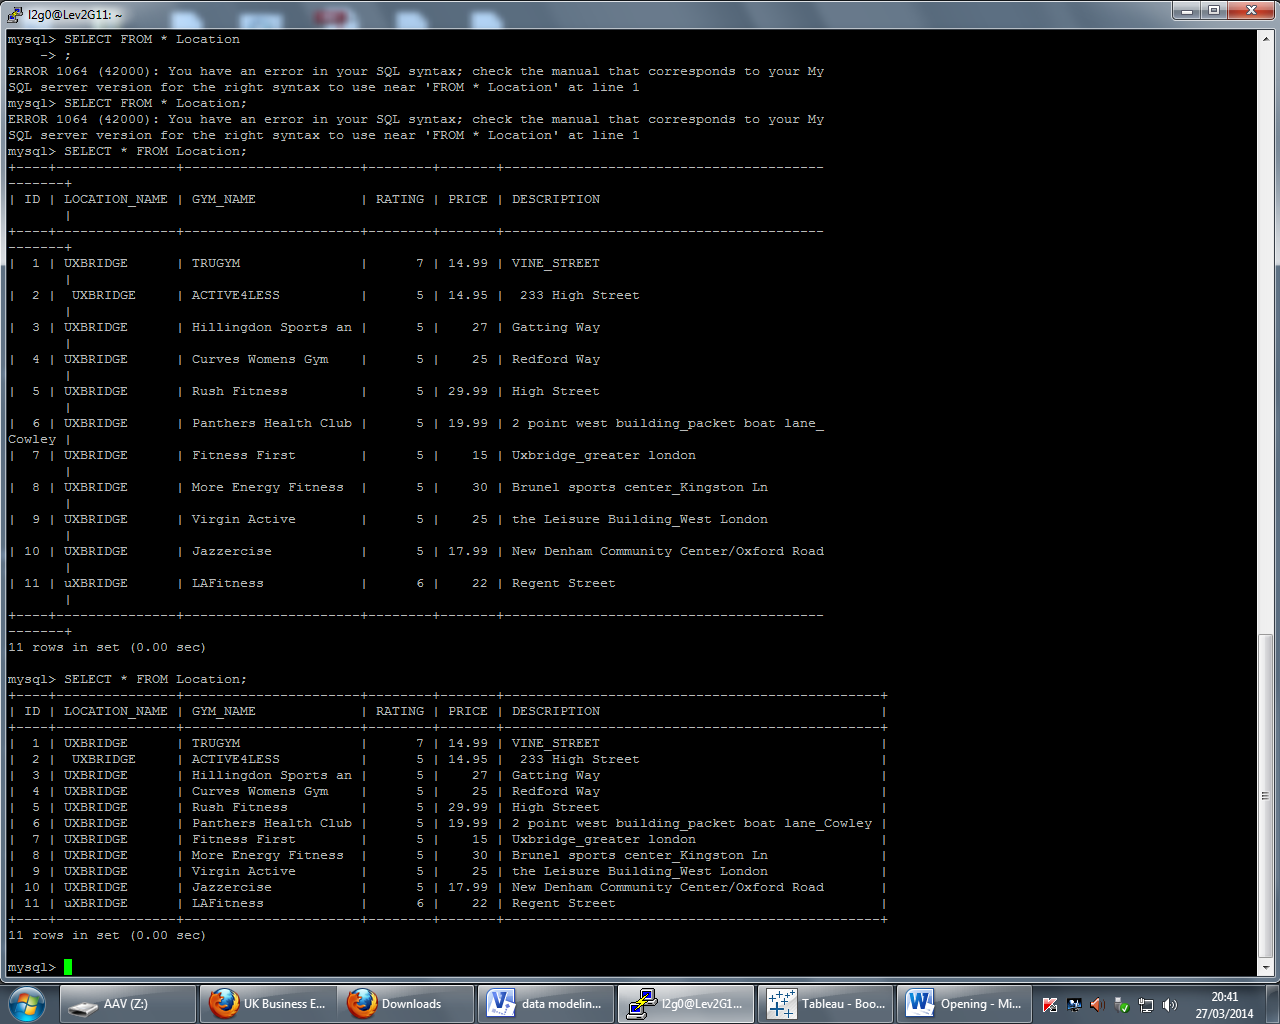 l2g0@Lev2G11: ~
mysql> SELECT FROM * Location
    -> ;
ERROR 1064 (42000): You have an error in your SQL syntax; check the manual that corresponds to your My
SQL server version for the right syntax to use near 'FROM * Location' at line 1
mysql> SELECT FROM * Location;
ERROR 1064 (42000): You have an error in your SQL syntax; check the manual that corresponds to your My
SQL server version for the right syntax to use near 'FROM * Location' at line 1
mysql> SELECT * FROM Location;
+----+---------------+----------------------+--------+-------+----------------------------------------
-------+
| ID | LOCATION_NAME | GYM_NAME             | RATING | PRICE | DESCRIPTION
       |
+----+---------------+----------------------+--------+-------+----------------------------------------
-------+
|  1 | UXBRIDGE      | TRUGYM               |      7 | 14.99 | VINE_STREET
       |
|  2 |  UXBRIDGE     | ACTIVE4LESS          |      5 | 14.95 |  233 High Street
       |
|  3 | UXBRIDGE      | Hillingdon Sports an |      5 |    27 | Gatting Way
       |
|  4 | UXBRIDGE      | Curves Womens Gym    |      5 |    25 | Redford Way
       |
|  5 | UXBRIDGE      | Rush Fitness         |      5 | 29.99 | High Street
       |
|  6 | UXBRIDGE      | Panthers Health Club |      5 | 19.99 | 2 point west building_packet boat lane_
Cowley |
|  7 | UXBRIDGE      | Fitness First        |      5 |    15 | Uxbridge_greater london
       |
|  8 | UXBRIDGE      | More Energy Fitness  |      5 |    30 | Brunel sports center_Kingston Ln
       |
|  9 | UXBRIDGE      | Virgin Active        |      5 |    25 | the Leisure Building_West London
       |
| 10 | UXBRIDGE      | Jazzercise           |      5 | 17.99 | New Denham Community Center/Oxford Road
       |
| 11 | uXBRIDGE      | LAFitness            |      6 |    22 | Regent Street
       |
+----+---------------+----------------------+--------+-------+----------------------------------------
-------+
11 rows in set (0.00 sec)
mysql> SELECT * FROM Location;
+----+---------------+----------------------+--------+-------+-----------------------------------------------+
| ID | LOCATION_NAME | GYM_NAME             | RATING | PRICE | DESCRIPTION                                   |
+----+---------------+----------------------+--------+-------+-----------------------------------------------+
|  1 | UXBRIDGE      | TRUGYM               |      7 | 14.99 | VINE_STREET                                   |
|  2 |  UXBRIDGE     | ACTIVE4LESS          |      5 | 14.95 |  233 High Street                              |
|  3 | UXBRIDGE      | Hillingdon Sports an |      5 |    27 | Gatting Way                                   |
|  4 | UXBRIDGE      | Curves Womens Gym    |      5 |    25 | Redford Way                                   |
|  5 | UXBRIDGE      | Rush Fitness         |      5 | 29.99 | High Street                                   |
|  6 | UXBRIDGE      | Panthers Health Club |      5 | 19.99 | 2 point west building_packet boat lane_Cowley |
|  7 | UXBRIDGE      | Fitness First        |      5 |    15 | Uxbridge_greater london                       |
|  8 | UXBRIDGE      | More Energy Fitness  |      5 |    30 | Brunel sports center_Kingston Ln              |
|  9 | UXBRIDGE      | Virgin Active        |      5 |    25 | the Leisure Building_West London              |
| 10 | UXBRIDGE      | Jazzercise           |      5 | 17.99 | New Denham Community Center/Oxford Road       |
| 11 | uXBRIDGE      | LAFitness            |      6 |    22 | Regent Street                                 |
+----+---------------+----------------------+--------+-------+-----------------------------------------------+
11 rows in set (0.00 sec)
mysql>
AAV (Z:)
UK Business E...
Downloads
data modelin...
l2g0@Lev2G1...
Tableau - Boo...
Opening - Mi...
20:41
27/03/2014